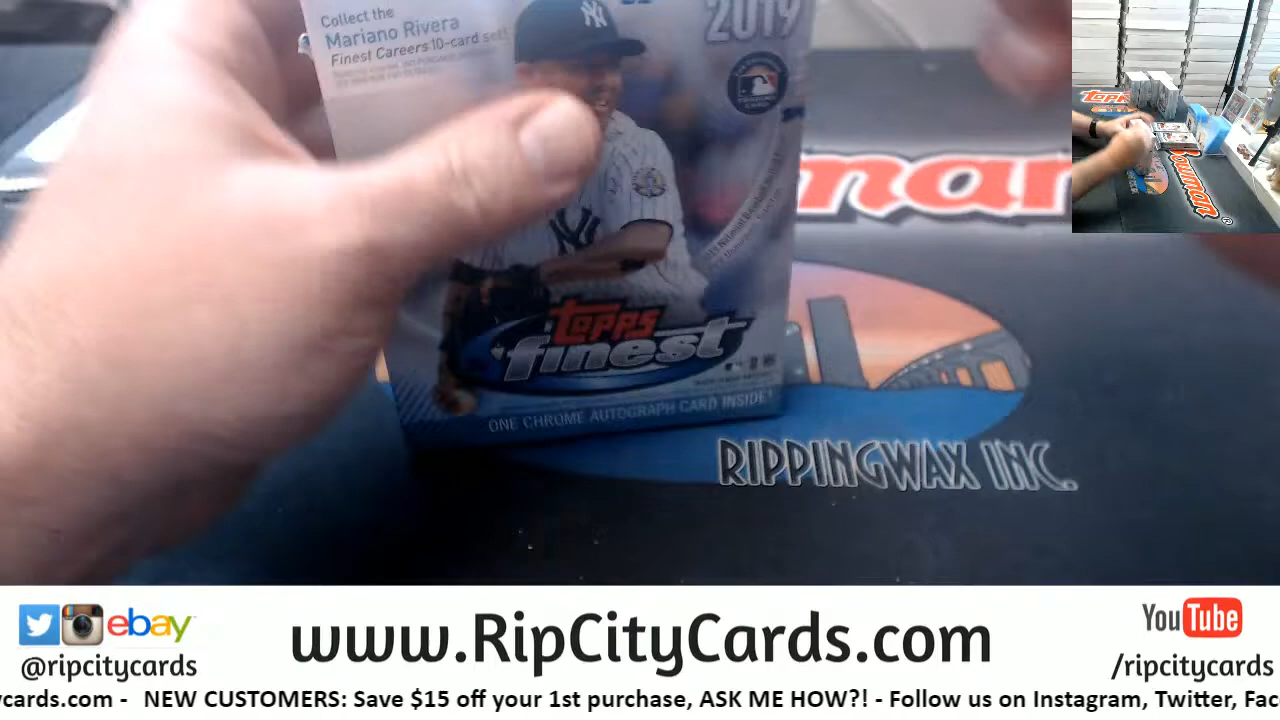 Collect the
Mariano Rivera
Finest Careers 10-card set!
2019
NY
NY
TOPPS
finest
ONE CHROME AUTOGRAPH CARD INSIDE!
RIPPINGWAX INC.
TOPPS
Bowman
®
ebay
@ripcitycards
www.RipCityCards.com
YouTube
/ripcitycards
ycards.com - NEW CUSTOMERS: Save $15 off your 1st purchase, ASK ME HOW?! - Follow us on Instagram, Twitter, Fac